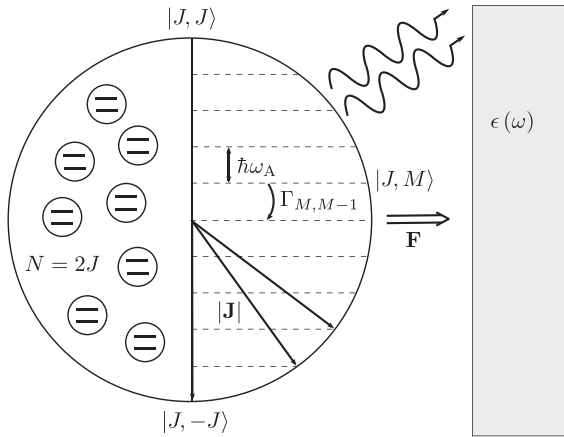 |J, J⟩
ϵ (ω)
ħω_A
|J, M⟩
Γ_{M,M−1}
F
N = 2J
|J|
|J, −J⟩